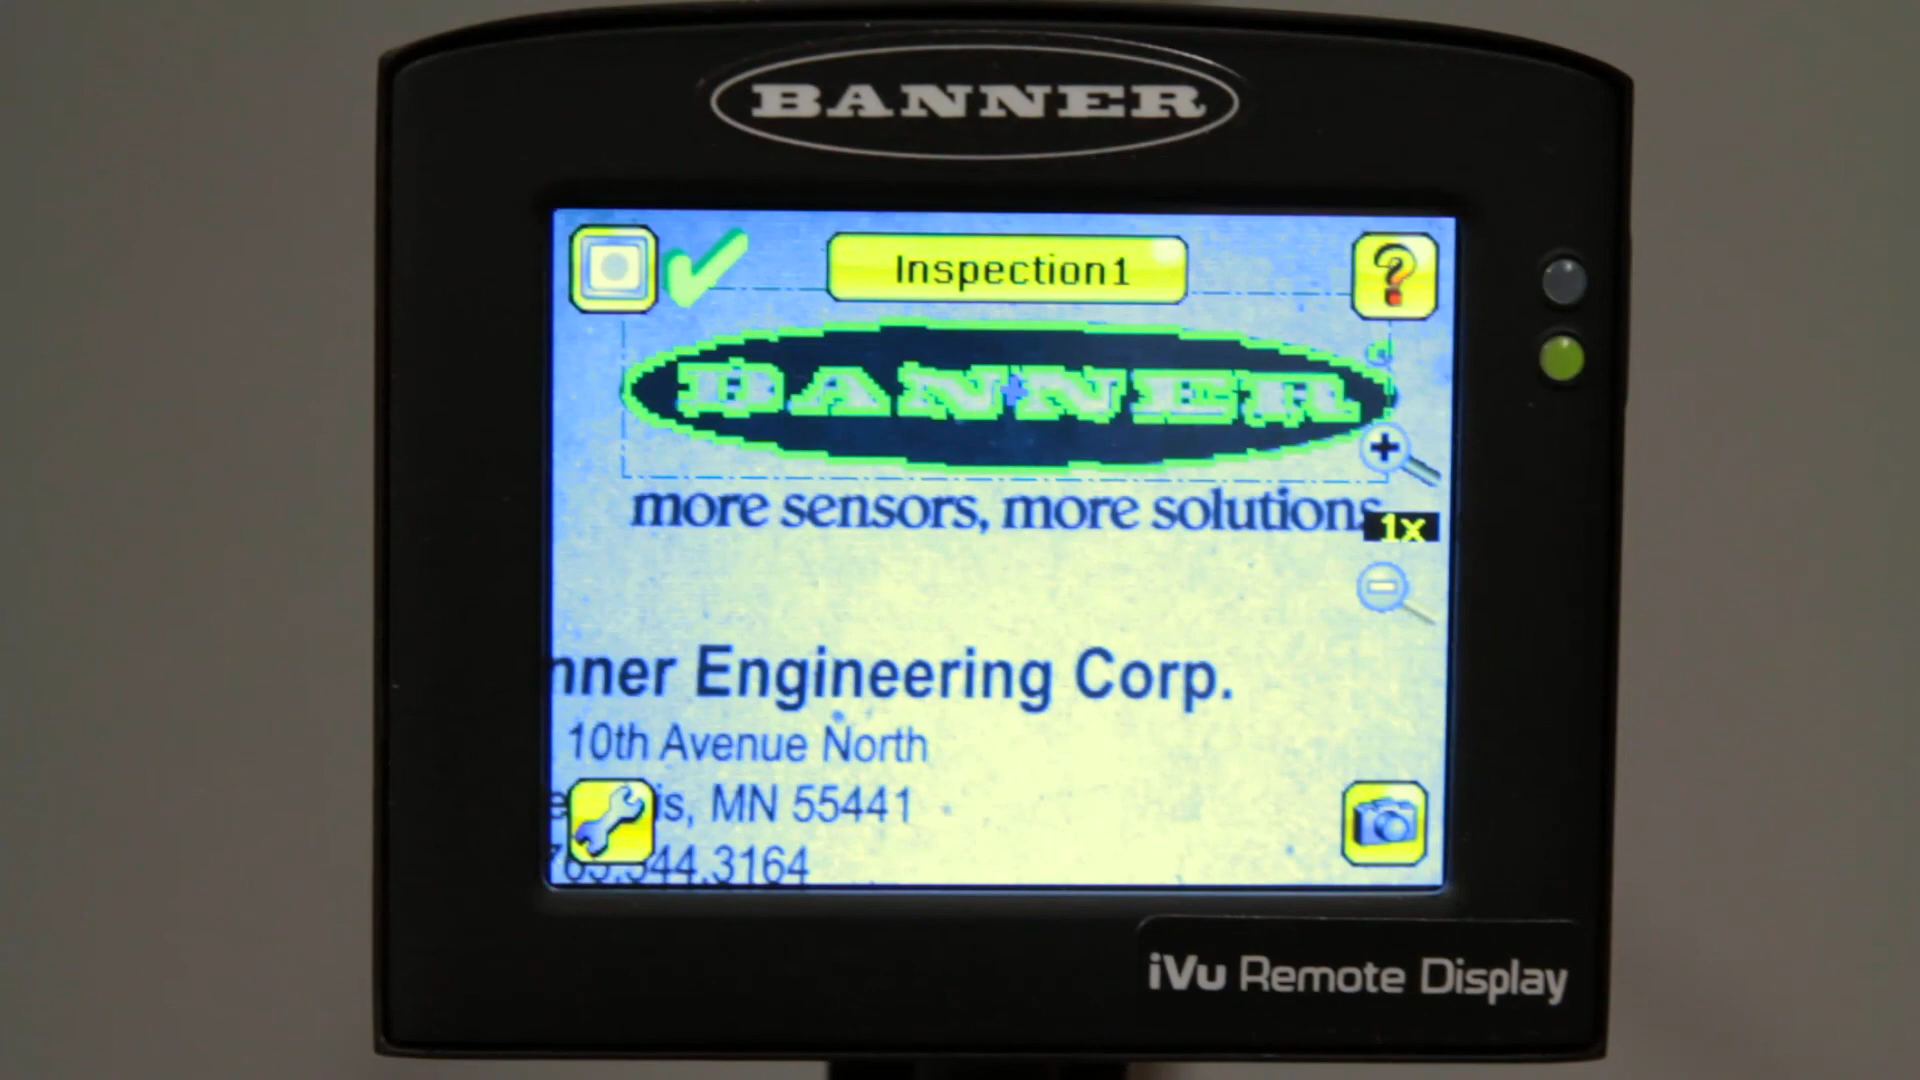 BANNER
Inspection1
?
BANNER
more sensors, more solutions
1x
nner Engineering Corp.
10th Avenue North
is, MN 55441
44.3164
iVu Remote Display